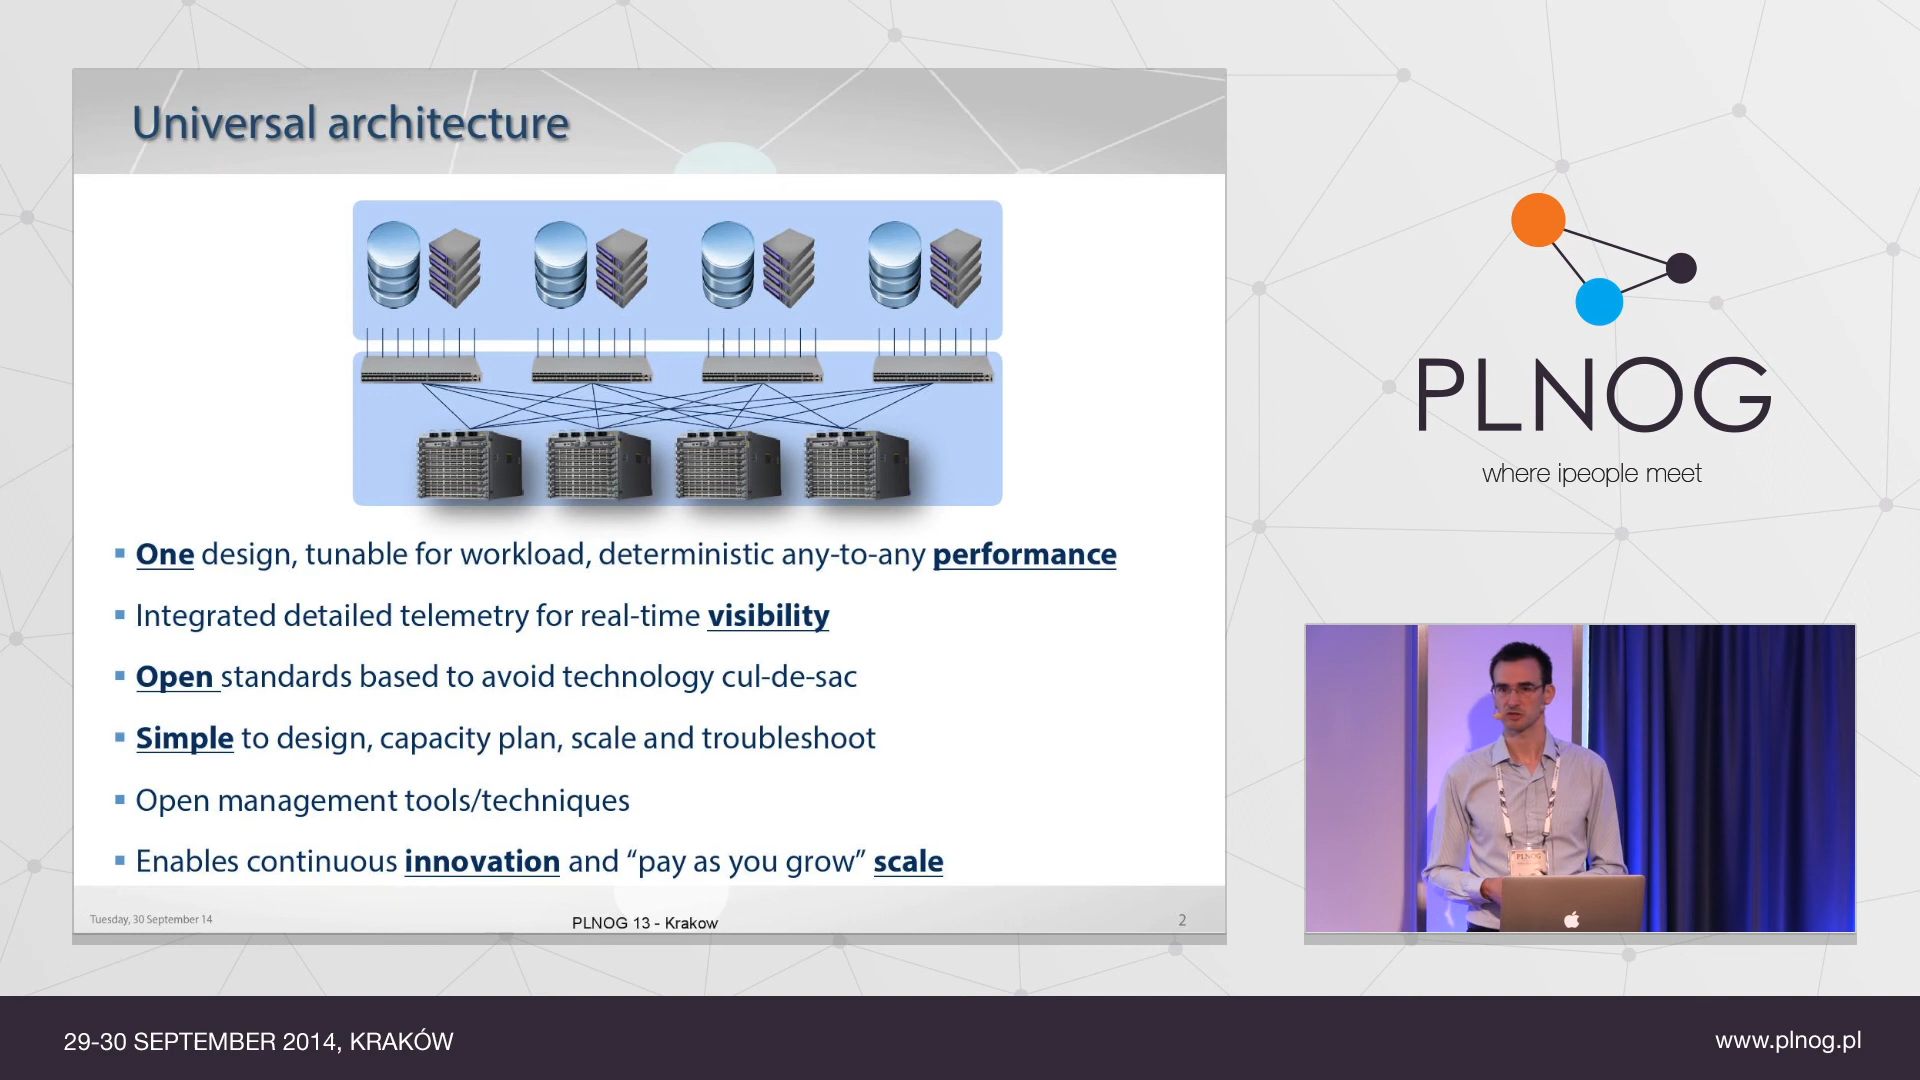 Universal architecture
One design, tunable for workload, deterministic any-to-any performance
Integrated detailed telemetry for real-time visibility
Open standards based to avoid technology cul-de-sac
Simple to design, capacity plan, scale and troubleshoot
Open management tools/techniques
Enables continuous innovation and “pay as you grow” scale
Tuesday, 30 September 14
PLNOG 13 - Krakow
2
PLNOG
where ipeople meet
PLNOG
29-30 SEPTEMBER 2014, KRAKÓW
www.plnog.pl